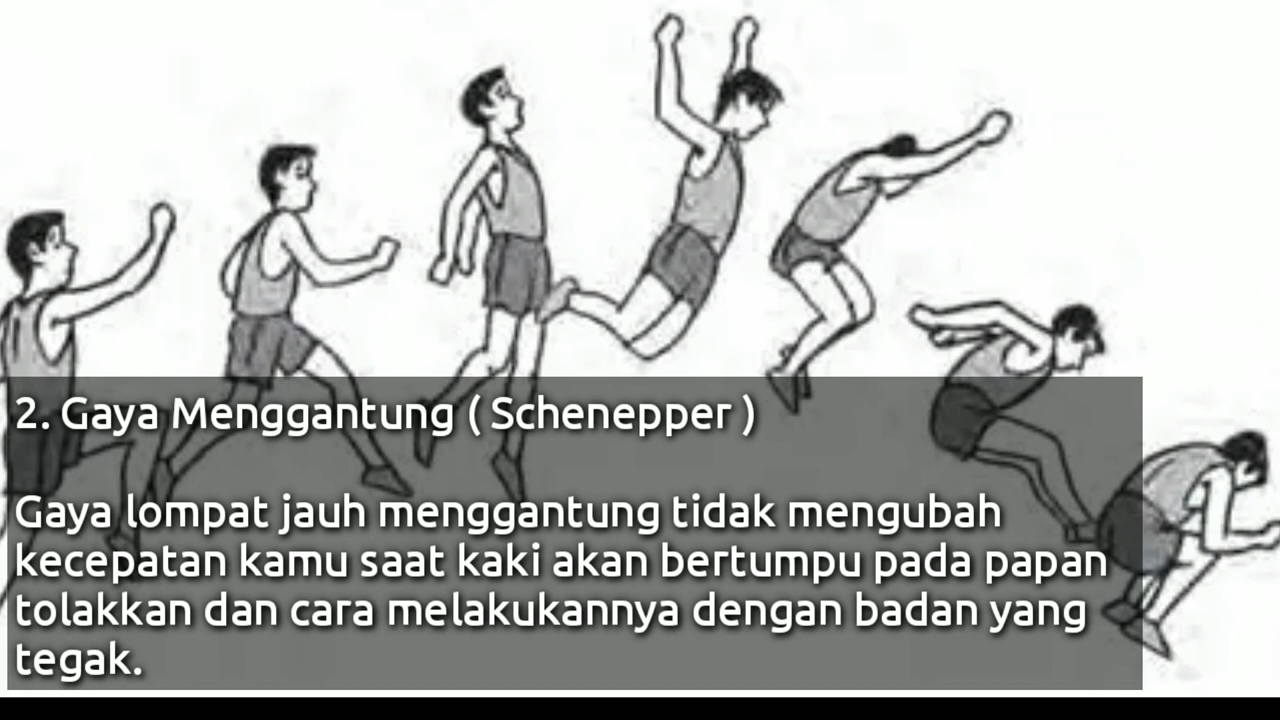 2. Gaya Menggantung ( Schenepper )
Gaya lompat jauh menggantung tidak mengubah
kecepatan kamu saat kaki akan bertumpu pada papan
tolakkan dan cara melakukannya dengan badan yang
tegak.